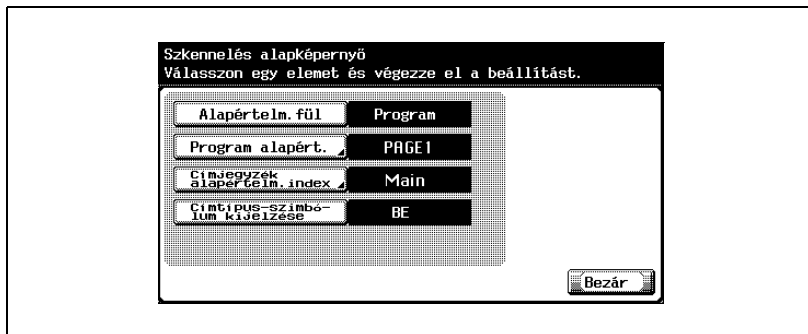 Szkennelés alapképernyő
Válasszon egy elemet és végezze el a beállítást.
Alapértelm.fül Program
Program alapért. PAGE1
Címjegyzék
alapértelm.index Main
Címtípus-szimbó-
lum kijelzése BE
Bezár